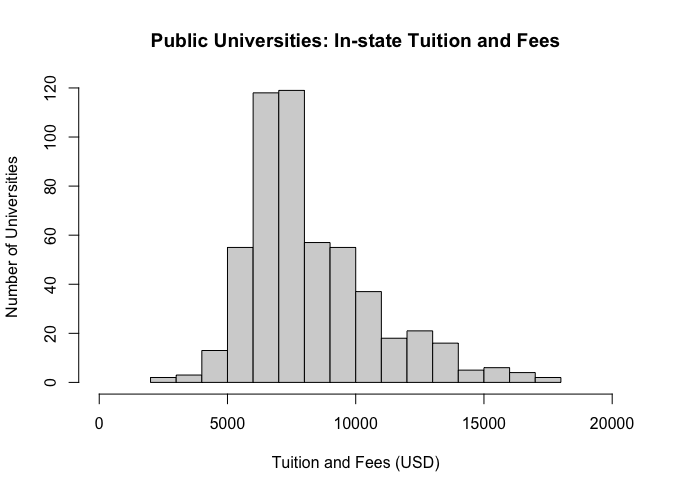 Public Universities: In-state Tuition and Fees
Number of Universities
120
100
80
60
40
20
0
0 5000 10000 15000 20000
Tuition and Fees (USD)